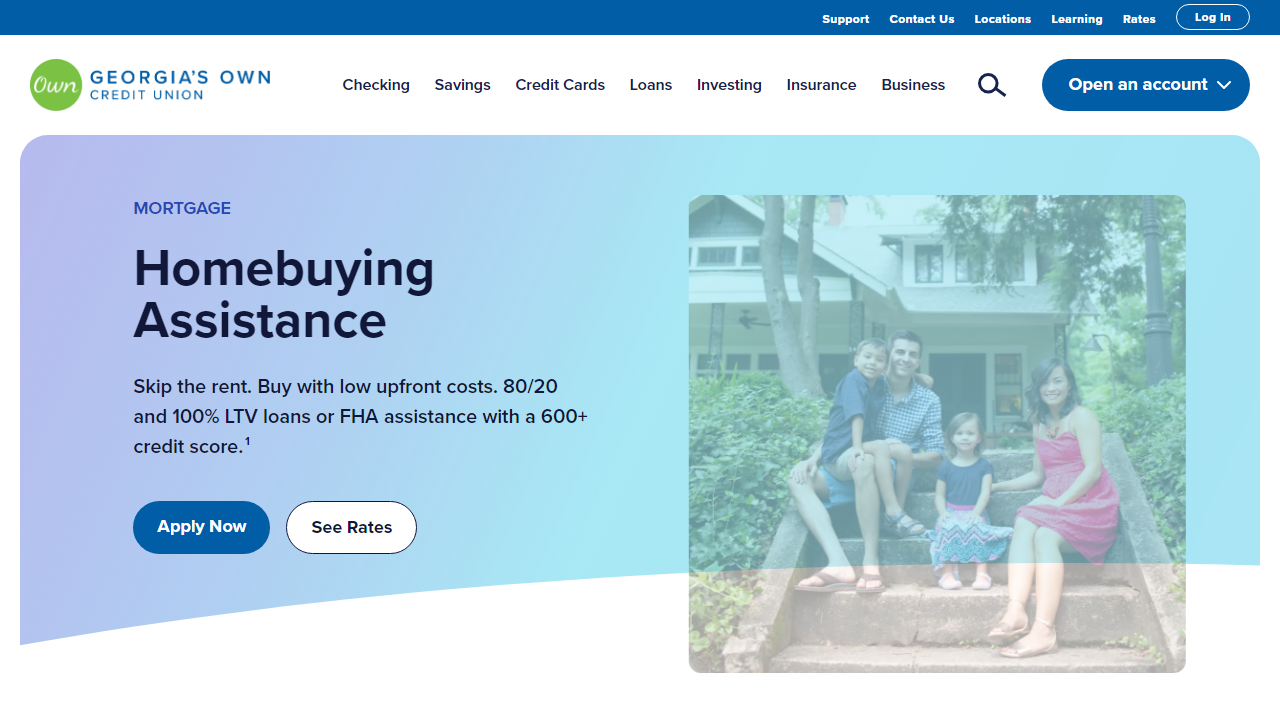 Support Contact Us Locations Learning Rates Log In
Own GEORGIA'S OWN
CREDIT UNION
Checking Savings Credit Cards Loans Investing Insurance Business Open an account
MORTGAGE
Homebuying
Assistance
Skip the rent. Buy with low upfront costs. 80/20
and 100% LTV loans or FHA assistance with a 600+
credit score.¹
Apply Now See Rates